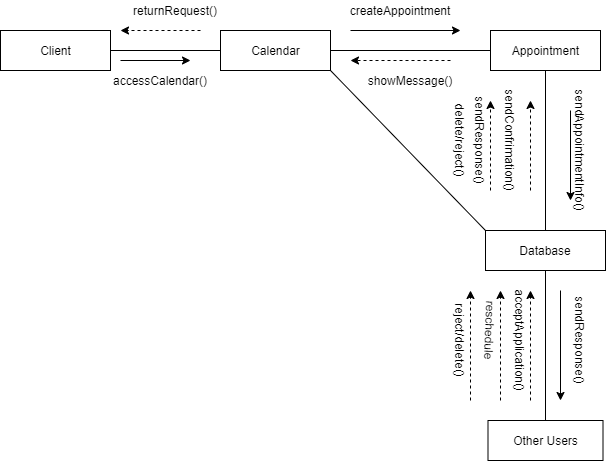 returnRequest()
createAppointment
Client
Calendar
Appointment
accessCalendar()
showMessage()
delete/reject()
sendResponse()
sendConfirmation()
sendAppointmentInfo()
Database
reject/delete()
reschedule
acceptApplication()
sendResponse()
Other Users